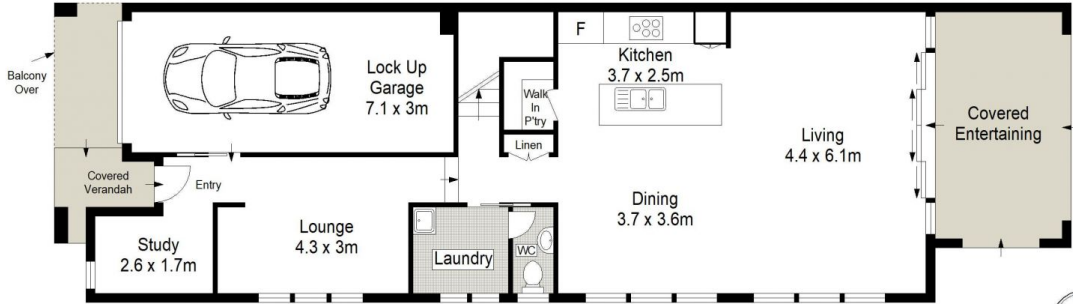 Balcony
Over
Lock Up
Garage
7.1 x 3m
F
Kitchen
3.7 x 2.5m
Walk
In
P'try
Linen
Living
4.4 x 6.1m
Covered
Entertaining
Covered
Verandah
Entry
Dining
3.7 x 3.6m
Lounge
4.3 x 3m
Study
2.6 x 1.7m
Laundry
WC